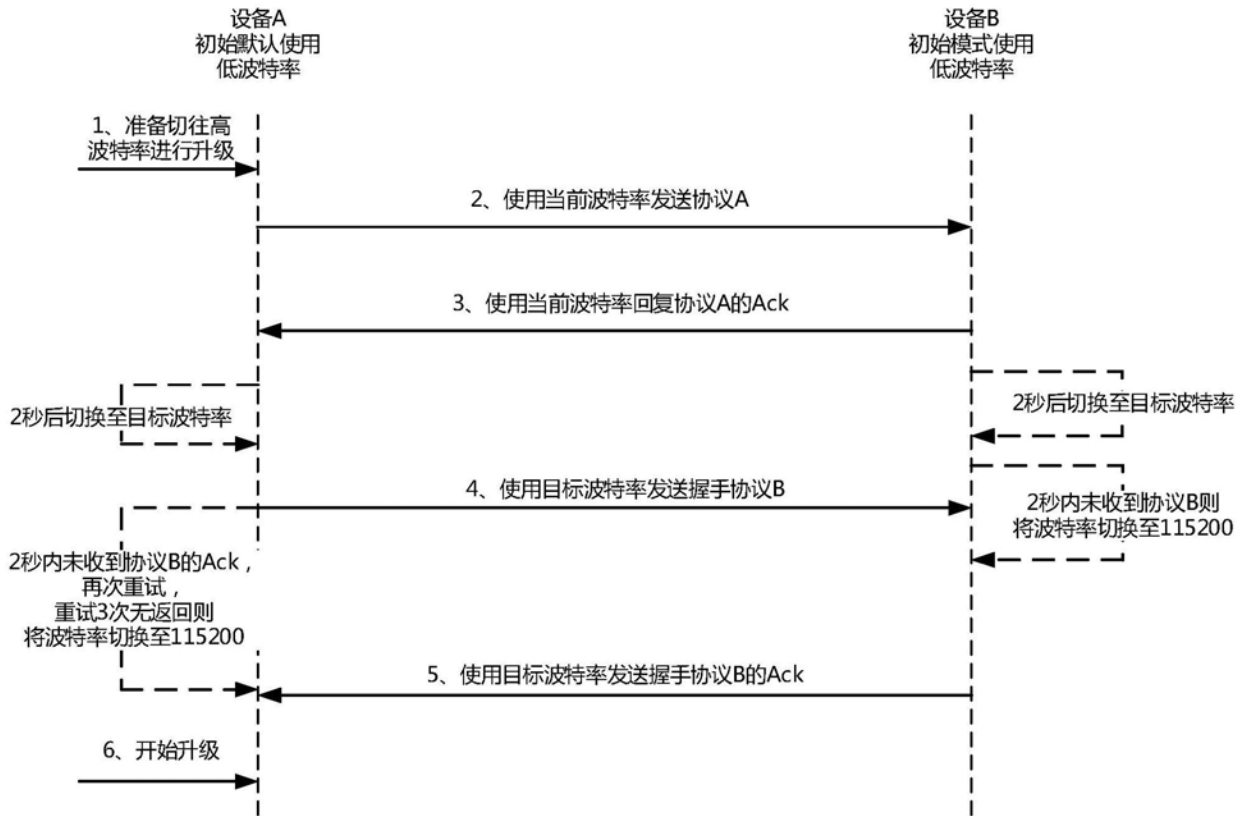 设备A
初始默认使用
低波特率
设备B
初始模式使用
低波特率
1、准备切往高
波特率进行升级
2、使用当前波特率发送协议A
3、使用当前波特率回复协议A的Ack
2秒后切换至目标波特率
2秒后切换至目标波特率
4、使用目标波特率发送握手协议B
2秒内未收到协议B则
将波特率切换至115200
2秒内未收到协议B的Ack，
再次重试，
重试3次无返回则
将波特率切换至115200
5、使用目标波特率发送握手协议B的Ack
6、开始升级